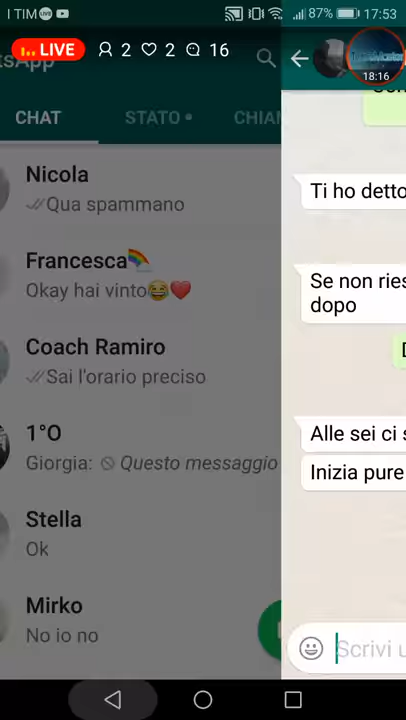 I TIM
87% 17:53
LIVE 2 2 16
18:16
CHAT STATO
Nicola
Qua spammano
Francesca🌈
Okay hai vinto😂❤️
Coach Ramiro
Sai l'orario preciso
1°O
Giorgia: Questo messaggio
Stella
Ok
Mirko
No io no
Ti ho detto
Se non ries
dopo
Alle sei ci s
Inizia pure
Scrivi u